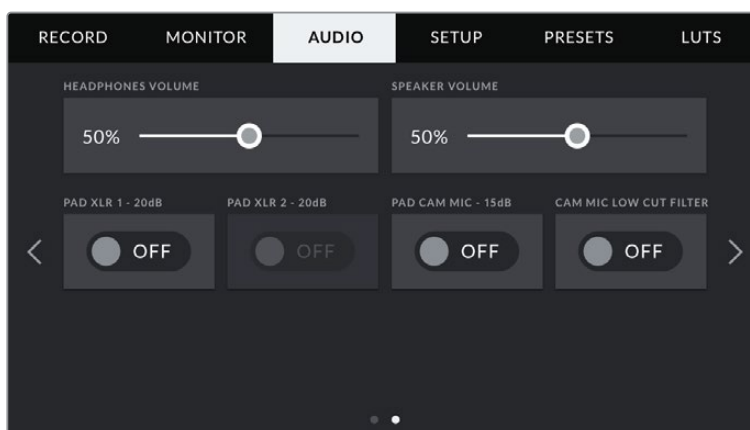 RECORD MONITOR AUDIO SETUP PRESETS LUTS
HEADPHONES VOLUME SPEAKER VOLUME
50% 50%
PAD XLR 1 - 20dB PAD XLR 2 - 20dB PAD CAM MIC - 15dB CAM MIC LOW CUT FILTER
OFF OFF OFF OFF